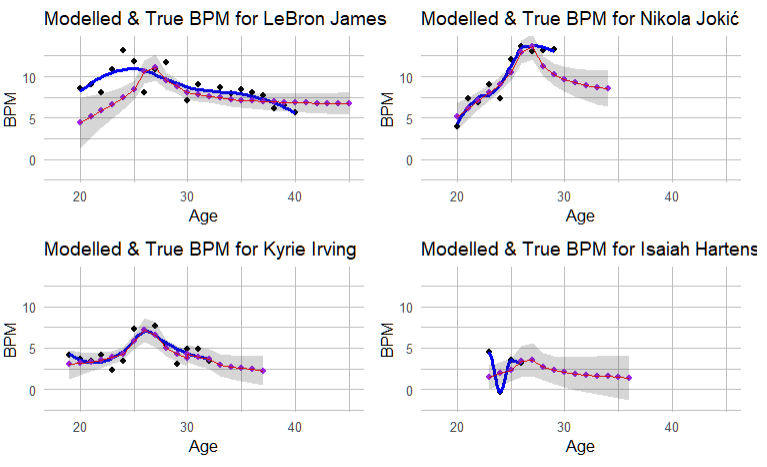 Modelled & True BPM for LeBron James
BPM
10
5
0
20
30
40
Age
Modelled & True BPM for Nikola Jokić
BPM
10
5
0
20
30
40
Age
Modelled & True BPM for Kyrie Irving
BPM
10
5
0
20
30
40
Age
Modelled & True BPM for Isaiah Hartens
BPM
10
5
0
20
30
40
Age